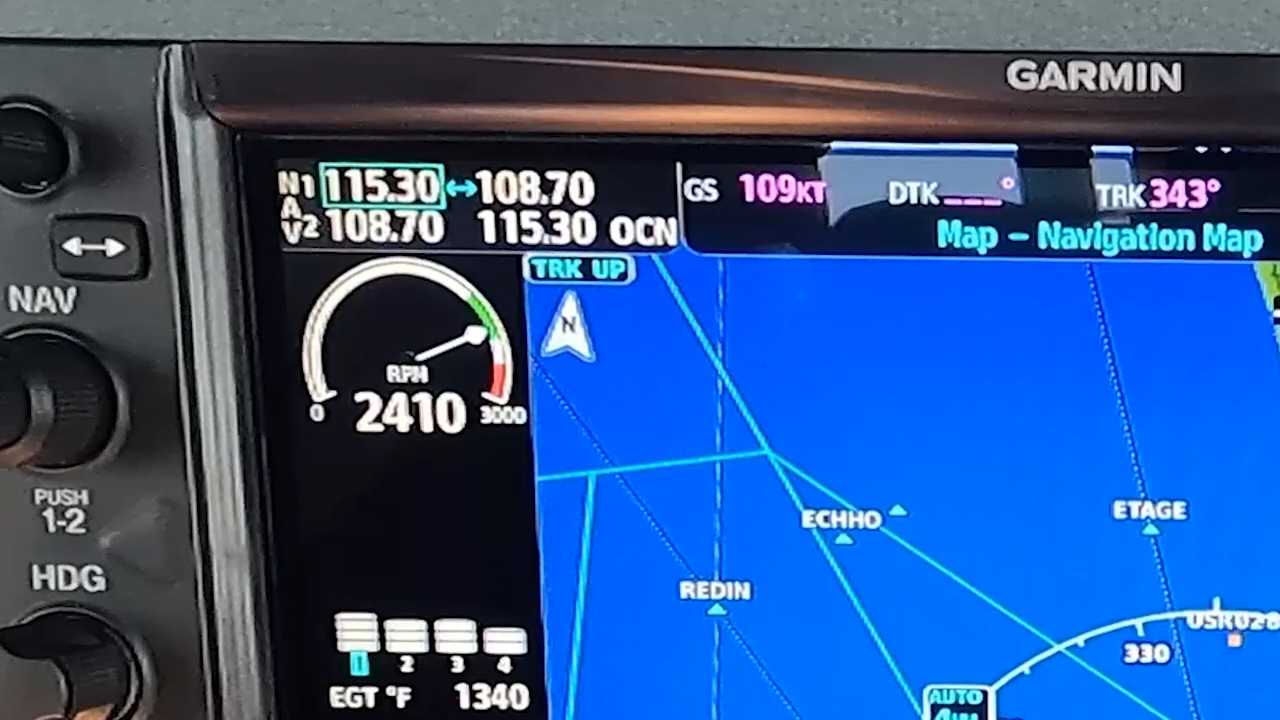 GARMIN
N1 115.30 ↔ 108.70
A
V2 108.70 115.30 OCN
GS 109KT DTK ___° TRK 343°
Map – Navigation Map
TRK UP
N
NAV
RPM
0 2410 3000
PUSH
1-2
ECHHO
ETAGE
HDG
REDIN
330
1 2 3 4
EGT °F 1340
AUTO